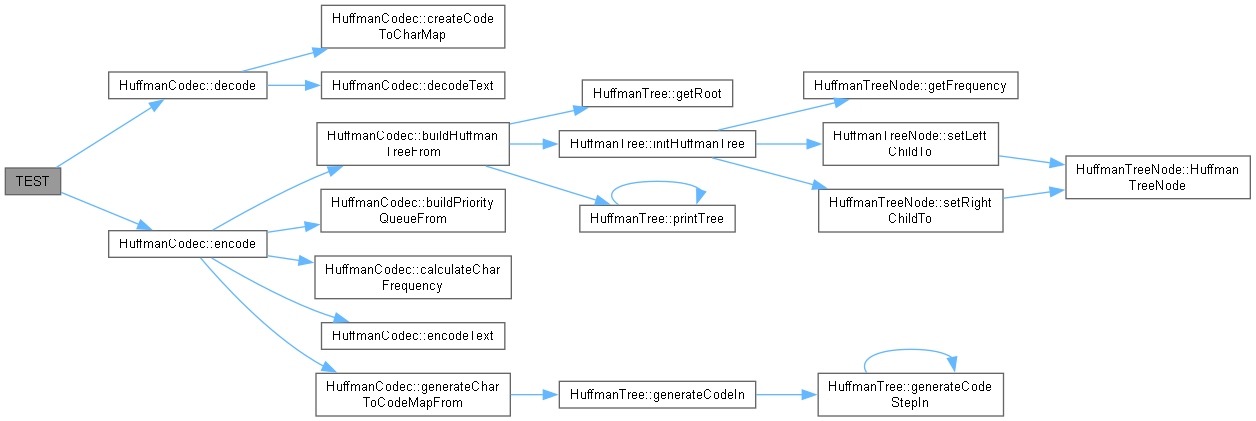 HuffmanCodec::createCode
ToCharMap
HuffmanCodec::decode
HuffmanCodec::decodeText
HuffmanTree::getRoot
HuffmanTreeNode::getFrequency
HuffmanCodec::buildHuffman
TreeFrom
HuffmanTree::initHuffmanTree
HuffmanTreeNode::setLeft
ChildTo
HuffmanTreeNode::Huffman
TreeNode
TEST
HuffmanCodec::buildPriority
QueueFrom
HuffmanTree::printTree
HuffmanTreeNode::setRight
ChildTo
HuffmanCodec::encode
HuffmanCodec::calculateChar
Frequency
HuffmanCodec::encodeText
HuffmanCodec::generateChar
ToCodeMapFrom
HuffmanTree::generateCodeIn
HuffmanTree::generateCode
StepIn